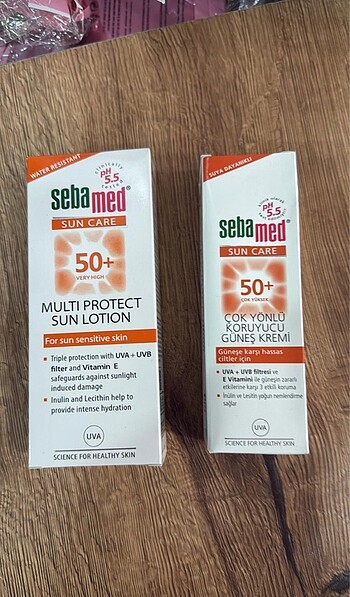 WATER RESISTANT
clinically
pH
5.5
tested
sebamed®
SUN CARE
50+
VERY HIGH
MULTI PROTECT
SUN LOTION
For sun sensitive skin
• Triple protection with UVA + UVB
filter and Vitamin E
safeguards against sunlight
induced damage
• Inulin and Lecithin help to
provide intense hydration
UVA
SCIENCE FOR HEALTHY SKIN
SUYA DAYANIKLI
pH
5.5
sebamed®
SUN CARE
50+
ÇOK YÜKSEK
ÇOK YÖNLÜ
KORUYUCU
GÜNEŞ KREMİ
Güneşe karşı hassas
ciltler için
• UVA + UVB filtresi ve
E Vitamini ile güneşin zararlı
etkilerine karşı 3 etkili koruma
• İnülin ve Lesitin yoğun nemlendirme
sağlar
UVA
SCIENCE FOR HEALTHY SKIN